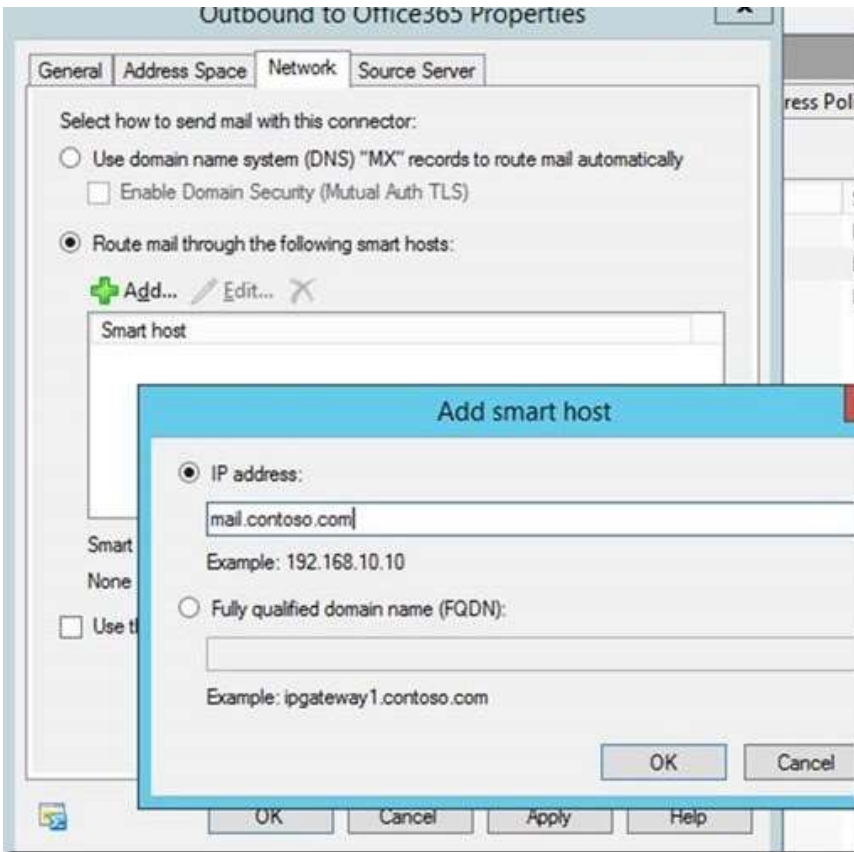 Outbound to Office365 Properties
General Address Space Network Source Server
ress Poli
Select how to send mail with this connector:
Use domain name system (DNS) "MX" records to route mail automatically
Enable Domain Security (Mutual Auth TLS)
Route mail through the following smart hosts:
Add... Edit...
Smart host
Add smart host
IP address:
mail.contoso.com
Example: 192.168.10.10
Smart
None
Fully qualified domain name (FQDN):
Use
Example: ipgateway1.contoso.com
OK Cancel
OK Cancel Apply Help